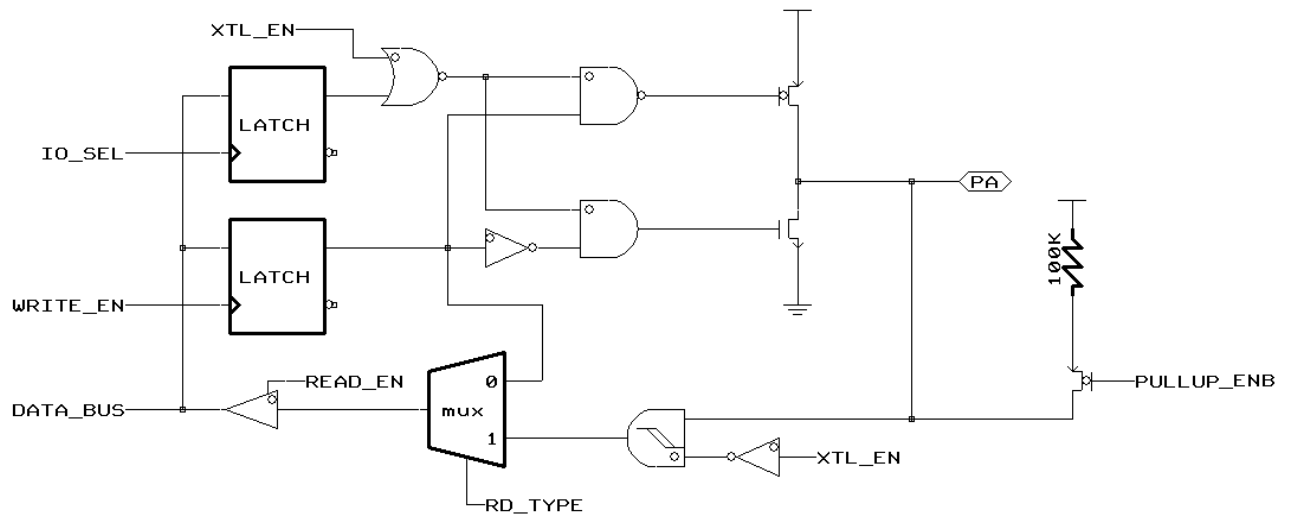 XTL_EN
LATCH
IO_SEL
PA
LATCH
100K
WRITE_EN
READ_EN
0
PULLUP_ENB
DATA_BUS
mux
1
XTL_EN
RD_TYPE